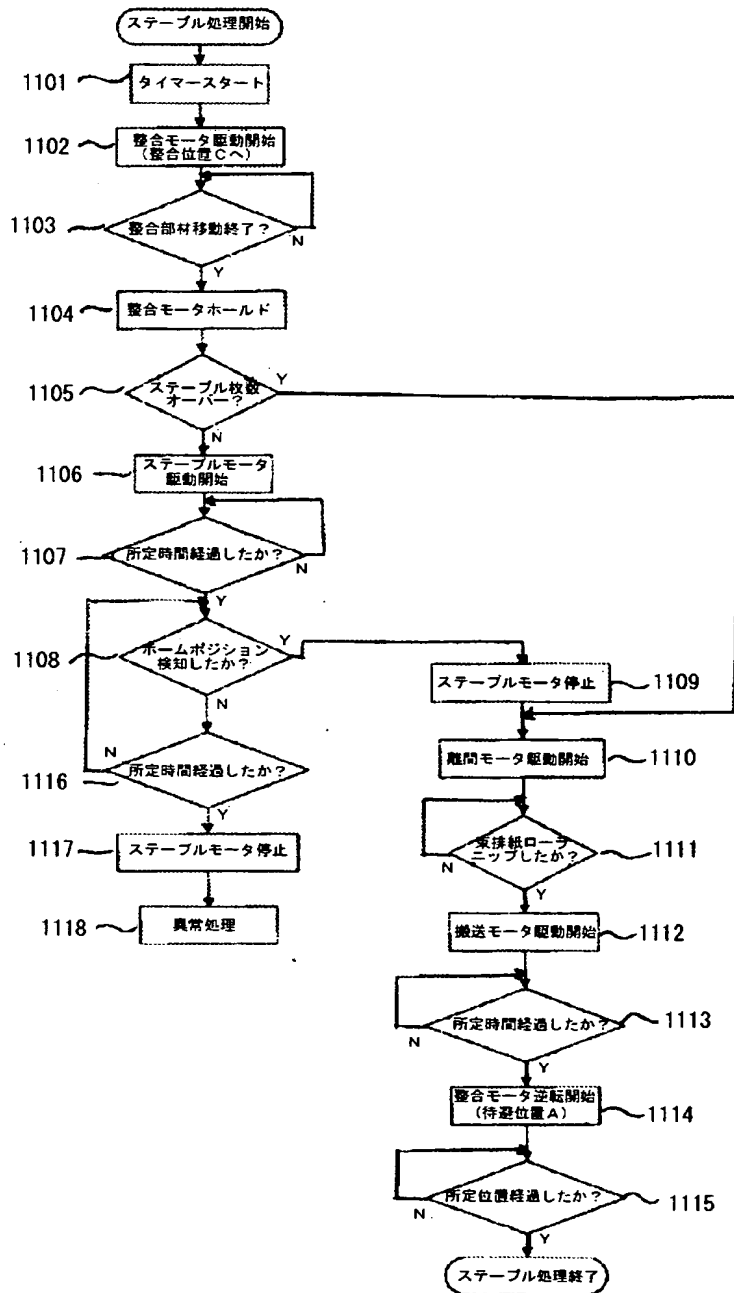 ステープル処理開始
1101
タイマースタート
1102
整合モータ駆動開始
(整合位置Cへ)
1103
整合部材移動終了?
N
Y
1104
整合モータホールド
1105
ステープル枚数
オーバー?
Y
N
1106
ステープルモータ
駆動開始
1107
所定時間経過したか?
N
Y
1108
ホームポジション
検知したか?
Y
N
1116
所定時間経過したか?
N
Y
1117
ステープルモータ停止
1118
異常処理
ステープルモータ停止
1109
離間モータ駆動開始
1110
束排紙ローラ
ニップしたか?
1111
N
Y
搬送モータ駆動開始
1112
所定時間経過したか?
1113
N
Y
整合モータ逆転開始
(待避位置A)
1114
所定位置経過したか?
1115
N
Y
ステープル処理終了